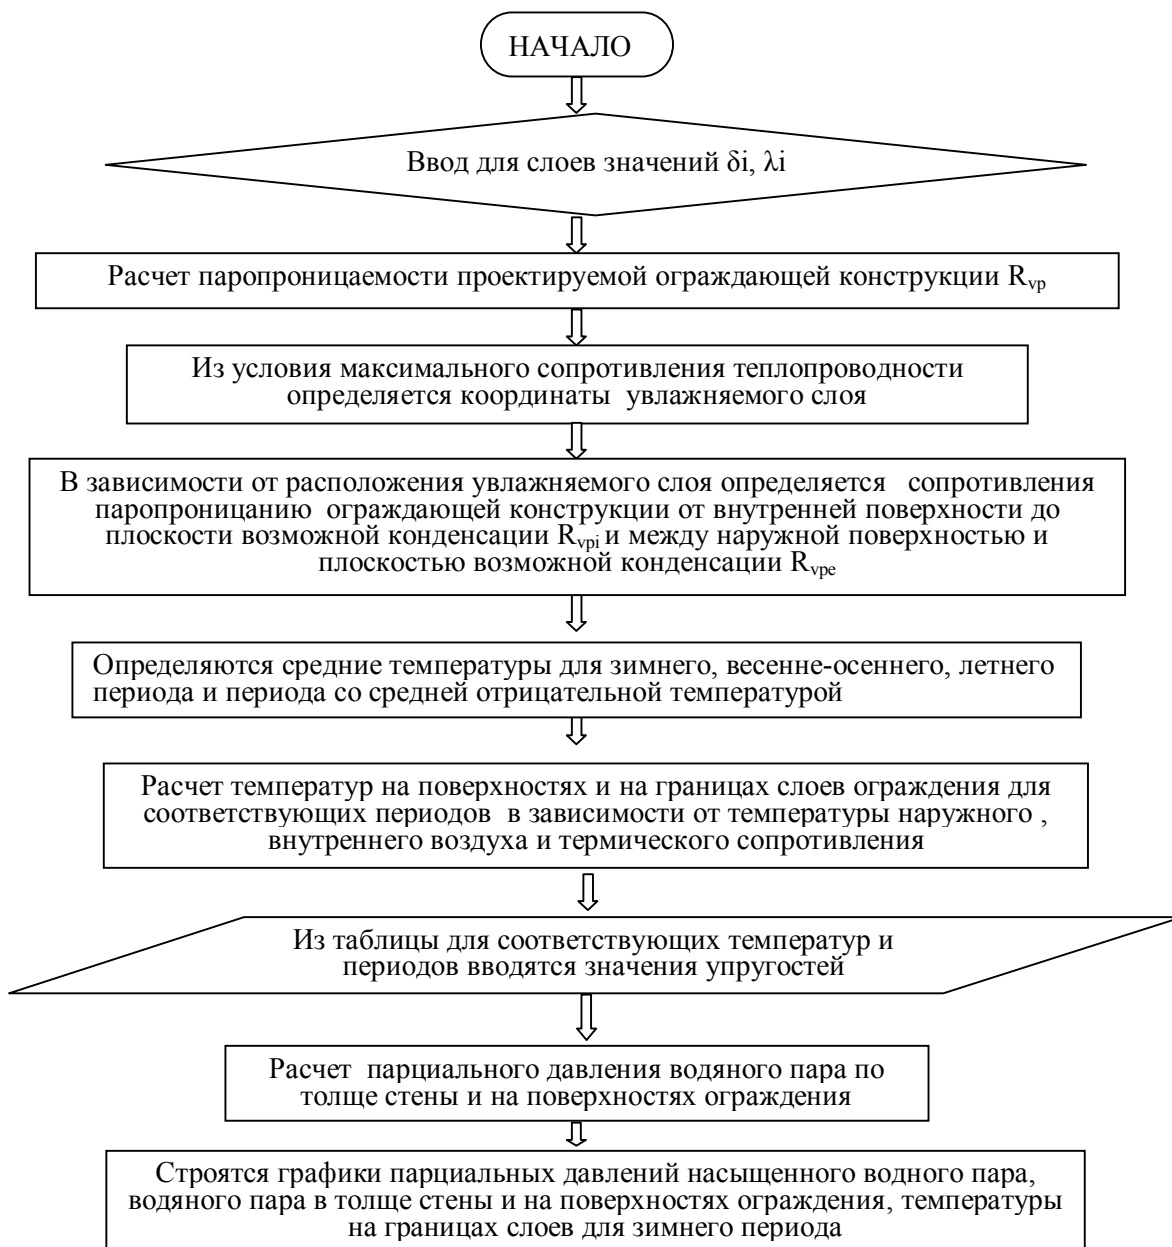 НАЧАЛО
Ввод для слоев значений δi, λi
Расчет паропроницаемости проектируемой ограждающей конструкции Rvp
Из условия максимального сопротивления теплопроводности
определяется координаты увлажняемого слоя
В зависимости от расположения увлажняемого слоя определяется сопротивления
паропроницанию ограждающей конструкции от внутренней поверхности до
плоскости возможной конденсации Rvpi и между наружной поверхностью и
плоскостью возможной конденсации Rvpe
Определяются средние температуры для зимнего, весенне-осеннего, летнего
периода и периода со средней отрицательной температурой
Расчет температур на поверхностях и на границах слоев ограждения для
соответствующих периодов в зависимости от температуры наружного ,
внутреннего воздуха и термического сопротивления
Из таблицы для соответствующих температур и
периодов вводятся значения упругостей
Расчет парциального давления водяного пара по
толще стены и на поверхностях ограждения
Строятся графики парциальных давлений насыщенного водного пара,
водяного пара в толще стены и на поверхностях ограждения, температуры
на границах слоев для зимнего периода